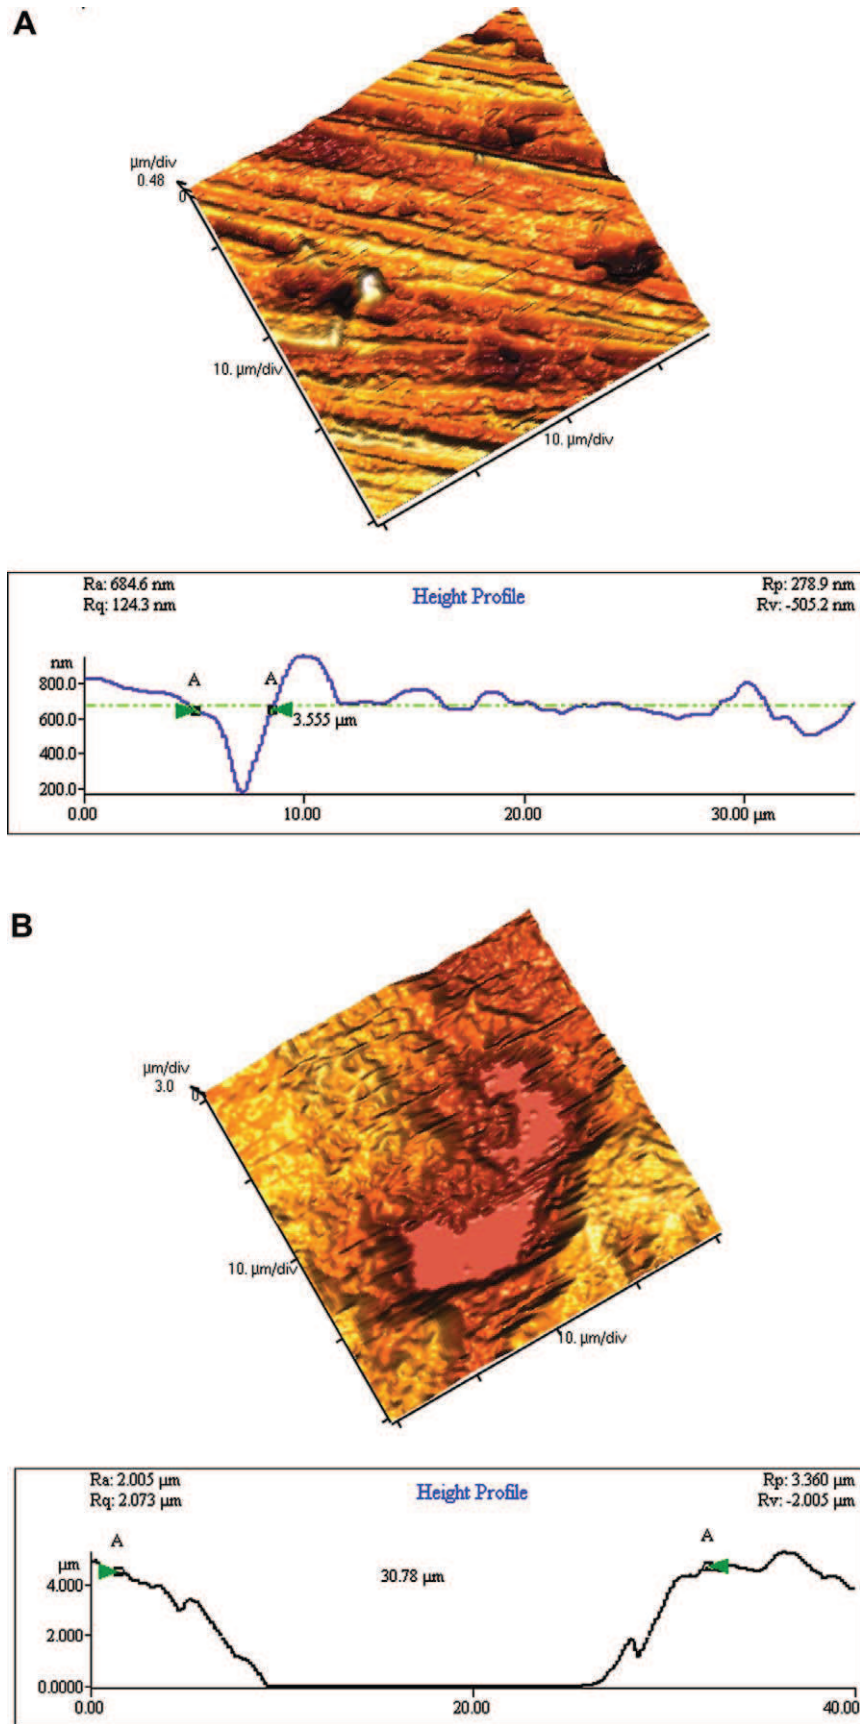 A
µm/div
0.48
0
10. µm/div
10. µm/div
Ra: 684.6 nm
Rq: 124.3 nm
Height Profile
Rp: 278.9 nm
Rv: -505.2 nm
nm
800.0
600.0
400.0
200.0
A
A
3.555 µm
0.00
10.00
20.00
30.00 µm
B
µm/div
3.0
0
10. µm/div
10. µm/div
Ra: 2.005 µm
Rq: 2.073 µm
Height Profile
Rp: 3.360 µm
Rv: -2.005 µm
µm
4.000
2.000
0.0000
A
A
30.78 µm
0.00
20.00
40.00